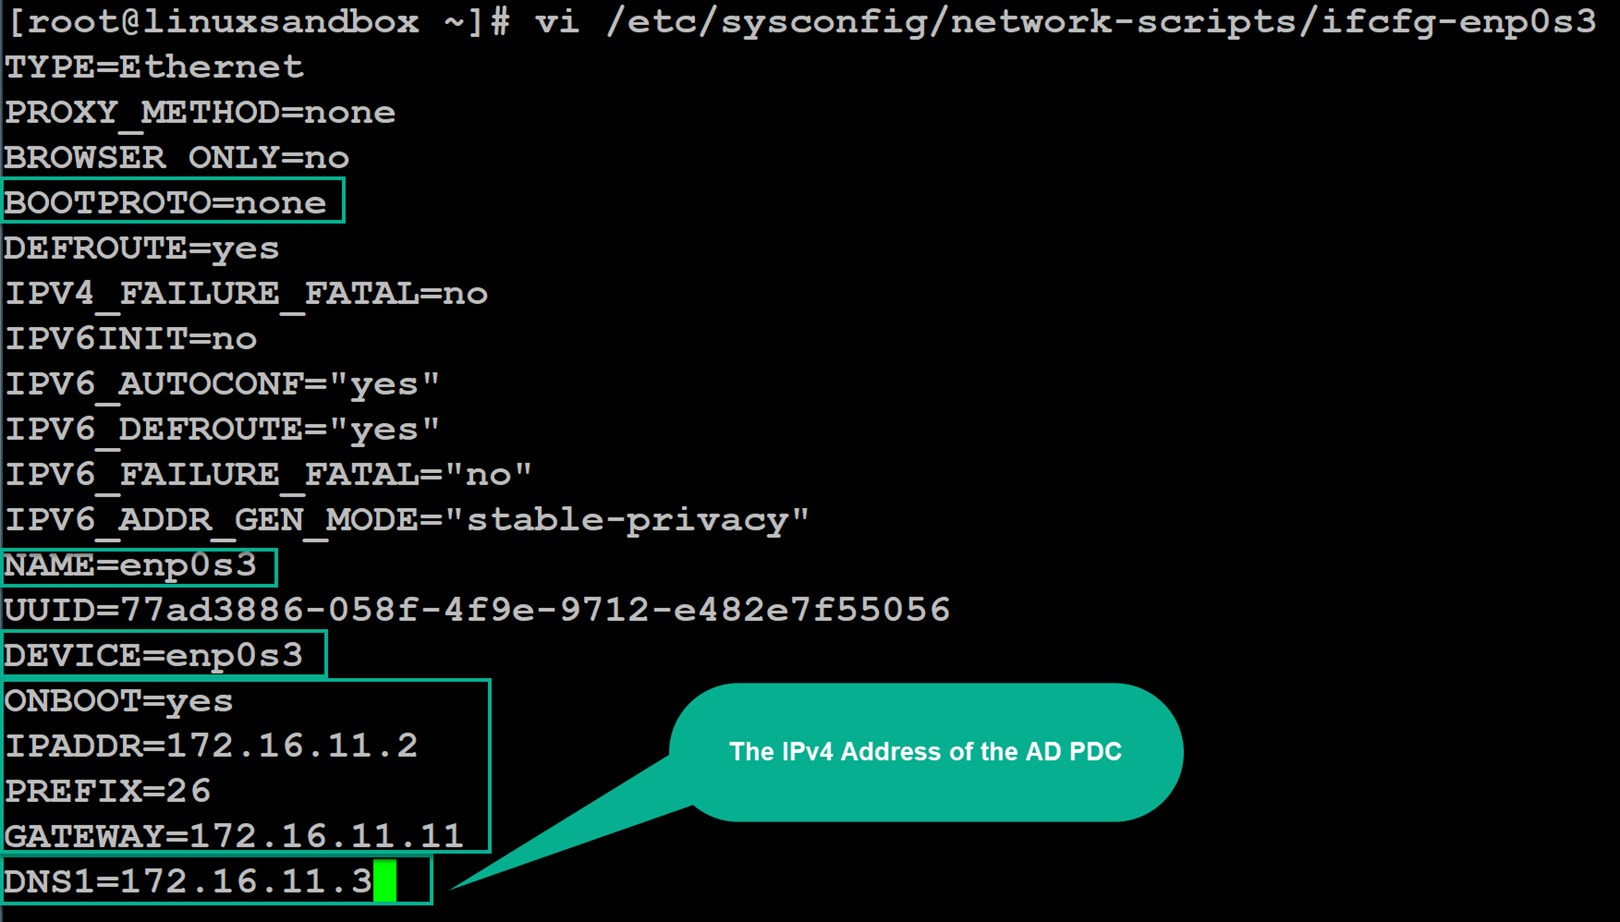 [root@linuxsandbox ~]# vi /etc/sysconfig/network-scripts/ifcfg-enp0s3
TYPE=Ethernet
PROXY_METHOD=none
BROWSER_ONLY=no
BOOTPROTO=none
DEFROUTE=yes
IPV4_FAILURE_FATAL=no
IPV6INIT=no
IPV6_AUTOCONF="yes"
IPV6_DEFROUTE="yes"
IPV6_FAILURE_FATAL="no"
IPV6_ADDR_GEN_MODE="stable-privacy"
NAME=enp0s3
UUID=77ad3886-058f-4f9e-9712-e482e7f55056
DEVICE=enp0s3
ONBOOT=yes
IPADDR=172.16.11.2
PREFIX=26
GATEWAY=172.16.11.11
DNS1=172.16.11.3
The IPv4 Address of the AD PDC